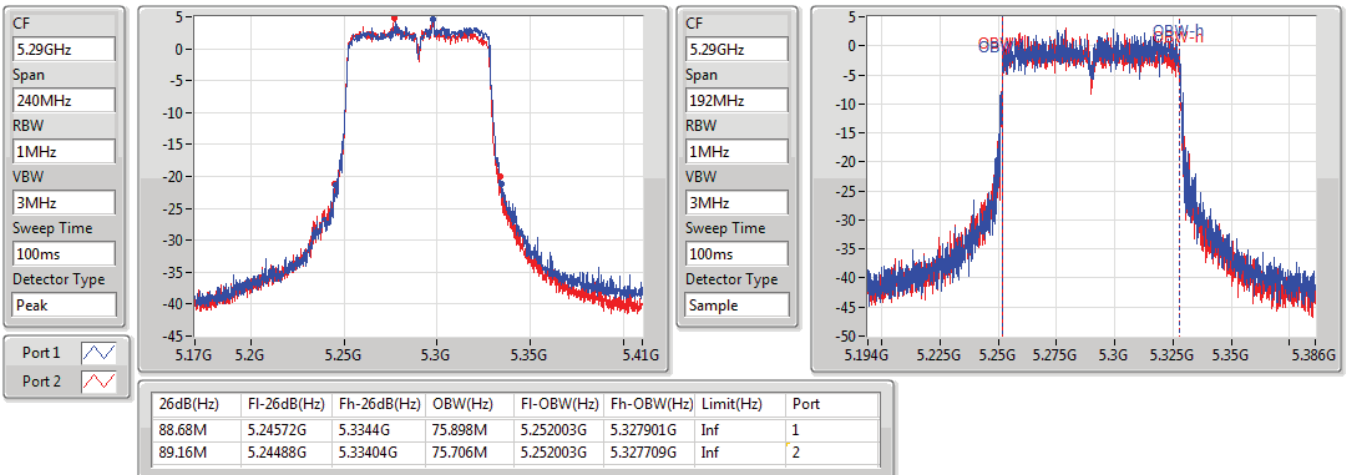 CF
5.29GHz
Span
240MHz
RBW
1MHz
VBW
3MHz
Sweep Time
100ms
Detector Type
Peak
Port 1
Port 2
5
0
-5
-10
-15
-20
-25
-30
-35
-40
-45
5.17G 5.2G 5.25G 5.3G 5.35G 5.41G
CF
5.29GHz
Span
192MHz
RBW
1MHz
VBW
3MHz
Sweep Time
100ms
Detector Type
Sample
5
0
-5
-10
-15
-20
-25
-30
-35
-40
-45
-50
OBW-h
OBW-h
5.194G 5.225G 5.25G 5.275G 5.3G 5.325G 5.35G 5.386G
26dB(Hz) Fl-26dB(Hz) Fh-26dB(Hz) OBW(Hz) Fl-OBW(Hz) Fh-OBW(Hz) Limit(Hz) Port
88.68M 5.24572G 5.3344G 75.898M 5.252003G 5.327901G Inf 1
89.16M 5.24488G 5.33404G 75.706M 5.252003G 5.327709G Inf 2